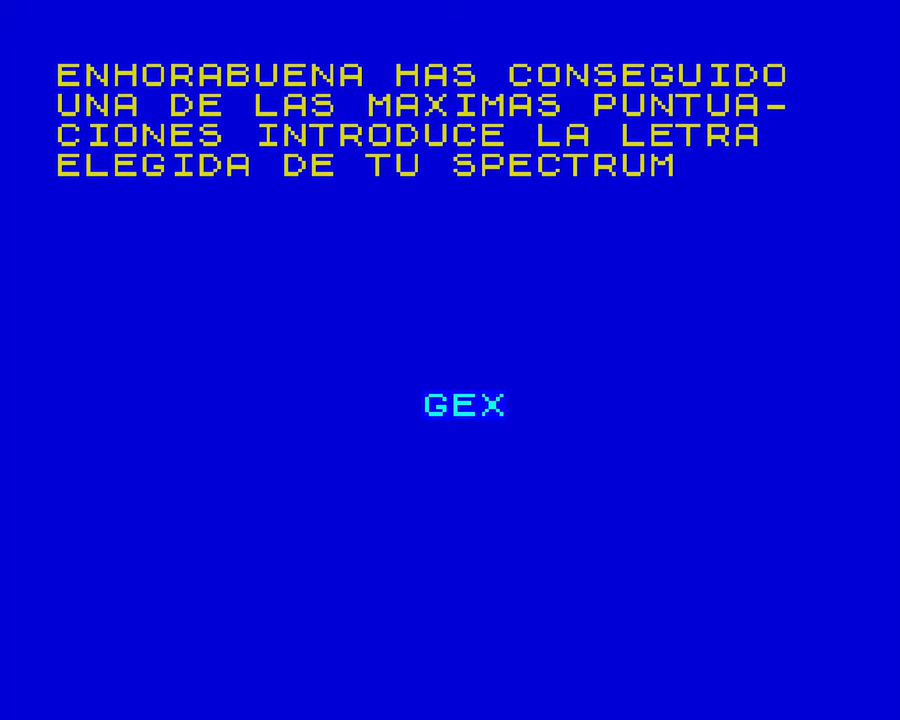 ENHORABUENA HAS CONSEGUIDO
UNA DE LAS MAXIMAS PUNTUA-
CIONES INTRODUCE LA LETRA
ELEGIDA DE TU SPECTRUM
GEX